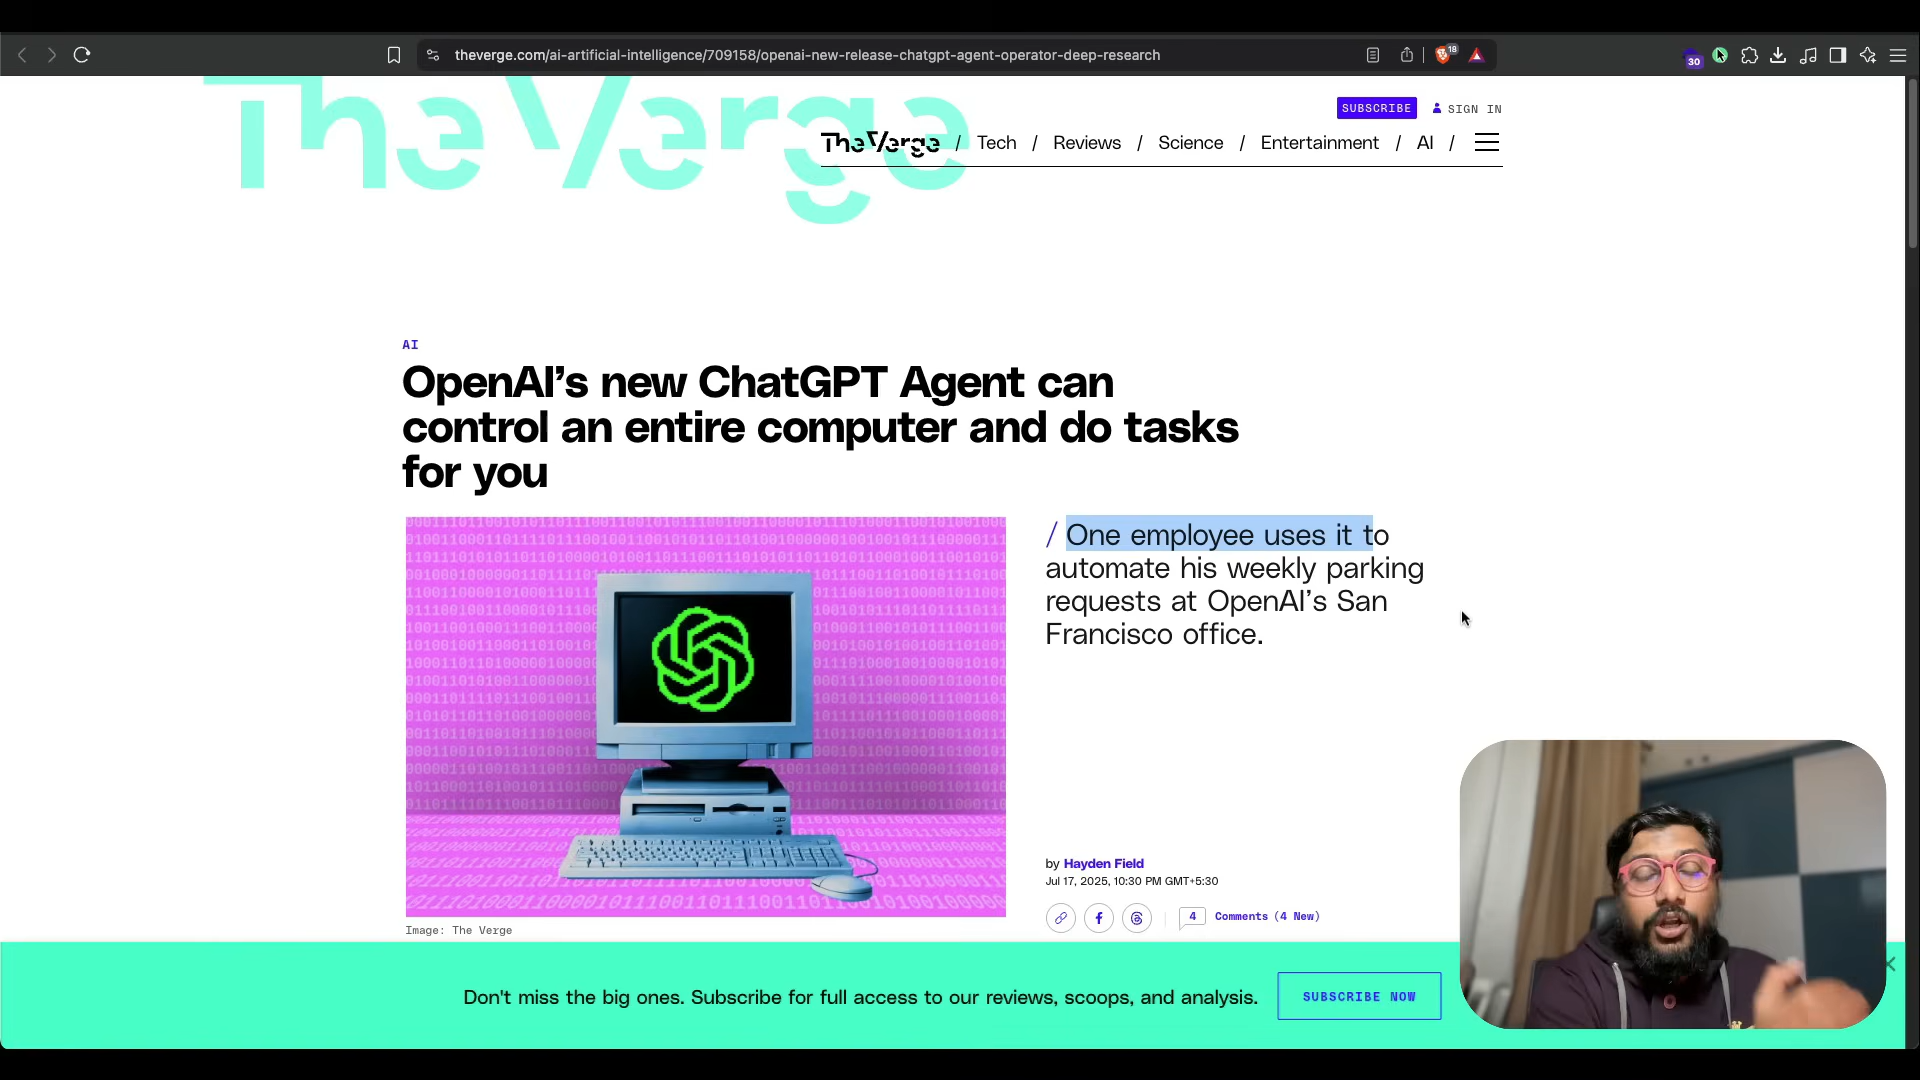 theverge.com/ai-artificial-intelligence/709158/openai-new-release-chatgpt-agent-operator-deep-research
18
30
The Verge
SUBSCRIBE
SIGN IN
The Verge / Tech / Reviews / Science / Entertainment / AI /
AI
OpenAI’s new ChatGPT Agent can
control an entire computer and do tasks
for you
/ One employee uses it to
automate his weekly parking
requests at OpenAI’s San
Francisco office.
by Hayden Field
Jul 17, 2025, 10:30 PM GMT+5:30
4
Comments (4 New)
Image: The Verge
Don't miss the big ones. Subscribe for full access to our reviews, scoops, and analysis.
SUBSCRIBE NOW